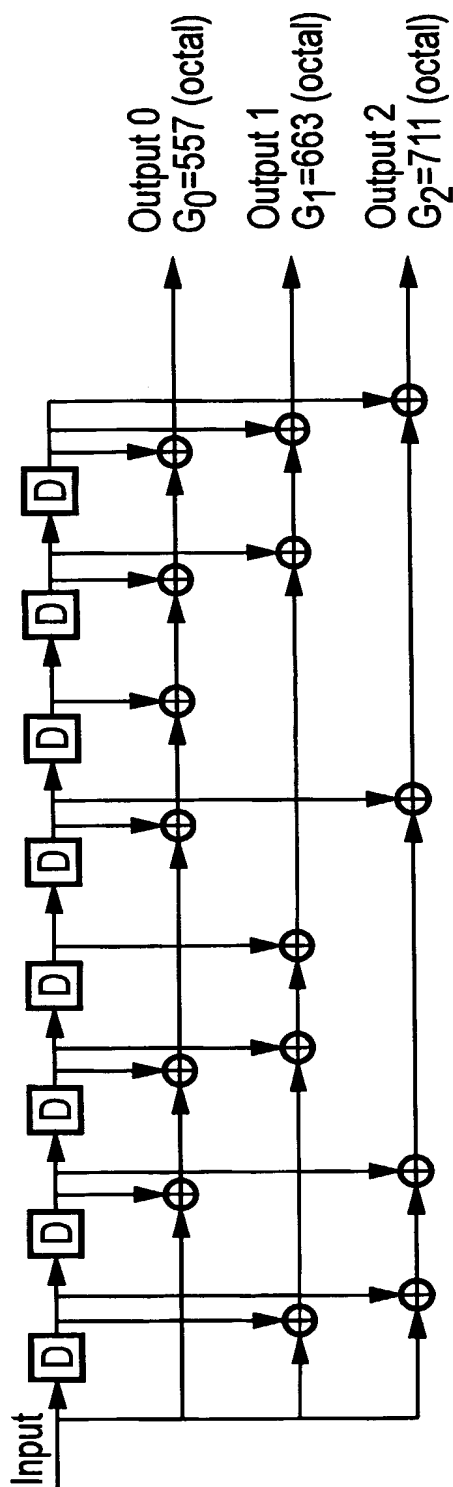 Input
D
D
D
D
D
D
D
D
Output 0
G0=557 (octal)
Output 1
G1=663 (octal)
Output 2
G2=711 (octal)